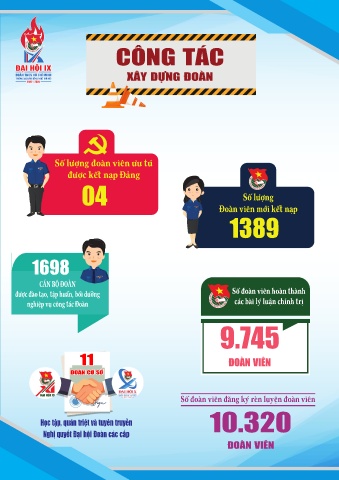 ĐẠI HỘI IX
CÔNG TÁC
XÂY DỰNG ĐOÀN
Số lượng đoàn viên ưu tú
được kết nạp Đảng
04
Số lượng
Đoàn viên mới kết nạp
1389
1698
CÁN BỘ ĐOÀN
được đào tạo, tập huấn, bồi dưỡng
nghiệp vụ công tác Đoàn
Số đoàn viên hoàn thành
các bài lý luận chính trị
9.745
ĐOÀN VIÊN
11
ĐOÀN CƠ SỞ
Học tập, quán triệt và tuyên truyền
Nghị quyết Đại hội Đoàn các cấp
Số đoàn viên đăng ký rèn luyện đoàn viên
10.320
ĐOÀN VIÊN